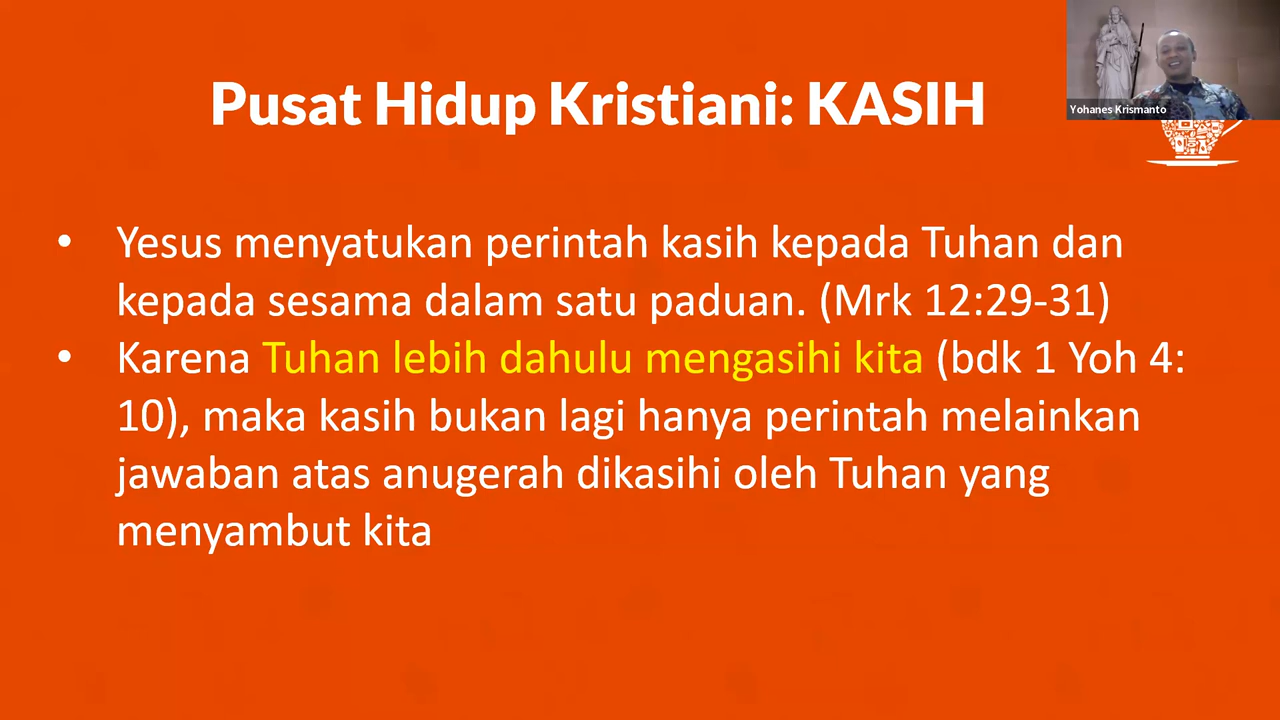 Pusat Hidup Kristiani: KASIH
Yohanes Krismanto
• Yesus menyatukan perintah kasih kepada Tuhan dan
kepada sesama dalam satu paduan. (Mrk 12:29-31)
• Karena Tuhan lebih dahulu mengasihi kita (bdk 1 Yoh 4:
10), maka kasih bukan lagi hanya perintah melainkan
jawaban atas anugerah dikasihi oleh Tuhan yang
menyambut kita